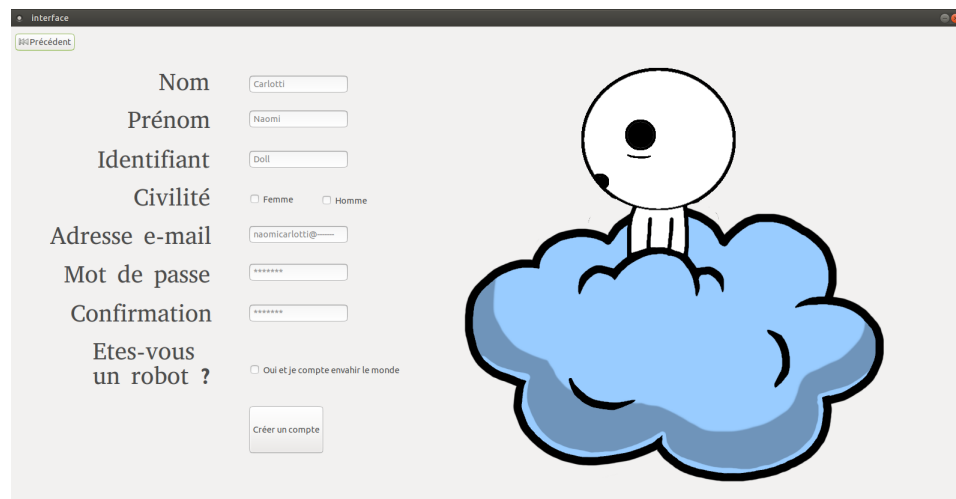 interface
Précédent
Nom Carlotti
Prénom Naomi
Identifiant Doll
Civilité Femme Homme
Adresse e-mail naomicarlotti@-----
Mot de passe *******
Confirmation *******
Etes-vous
un robot ? Oui et je compte envahir le monde
Créer un compte